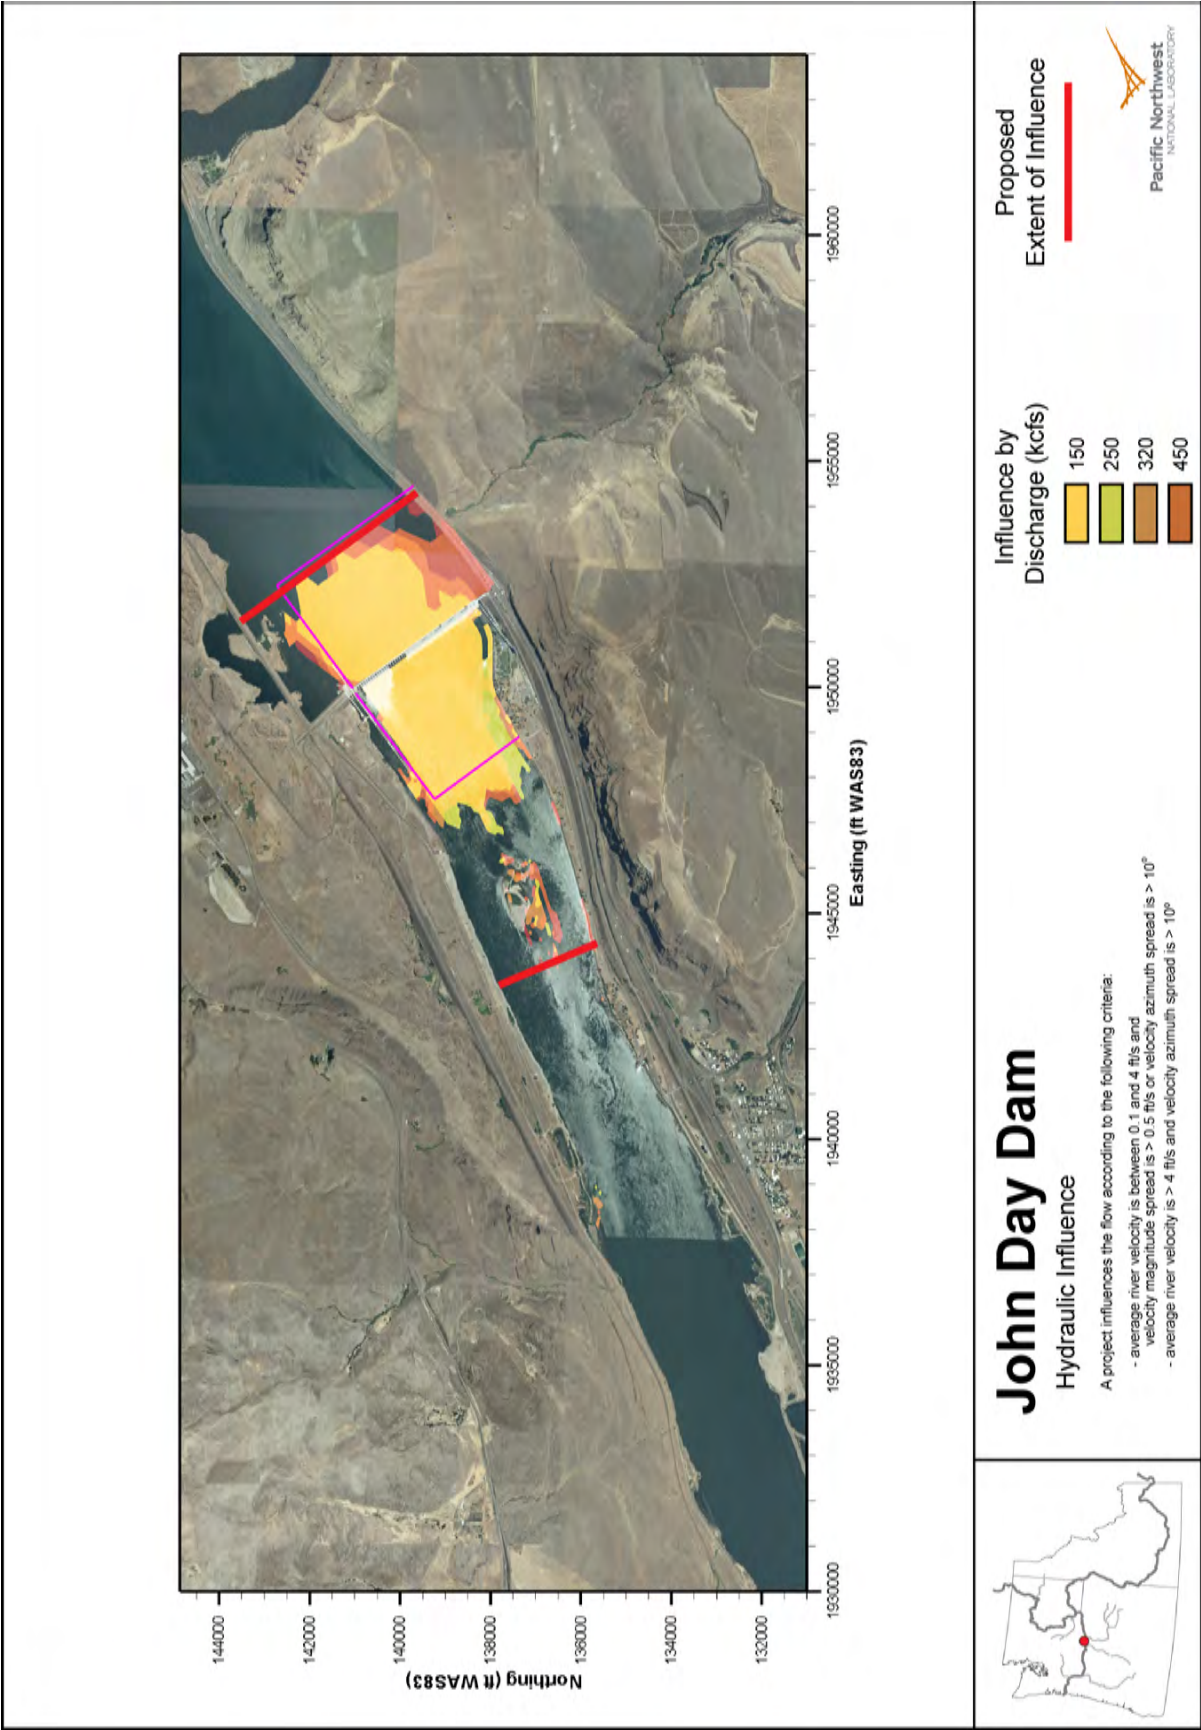 144000
142000
140000
138000
136000
134000
132000
Northing (ft WAS83)
1930000
1935000
1940000
1945000
1950000
1955000
1960000
Easting (ft WAS83)
John Day Dam
Hydraulic Influence
A project influences the flow according to the following criteria:
- average river velocity is between 0.1 and 4 ft/s and
velocity magnitude spread is > 0.5 ft/s or velocity azimuth spread is > 10°
- average river velocity is > 4 ft/s and velocity azimuth spread is > 10°
Influence by
Discharge (kcfs)
150
250
320
450
Proposed
Extent of Influence
Pacific Northwest
NATIONAL LABORATORY